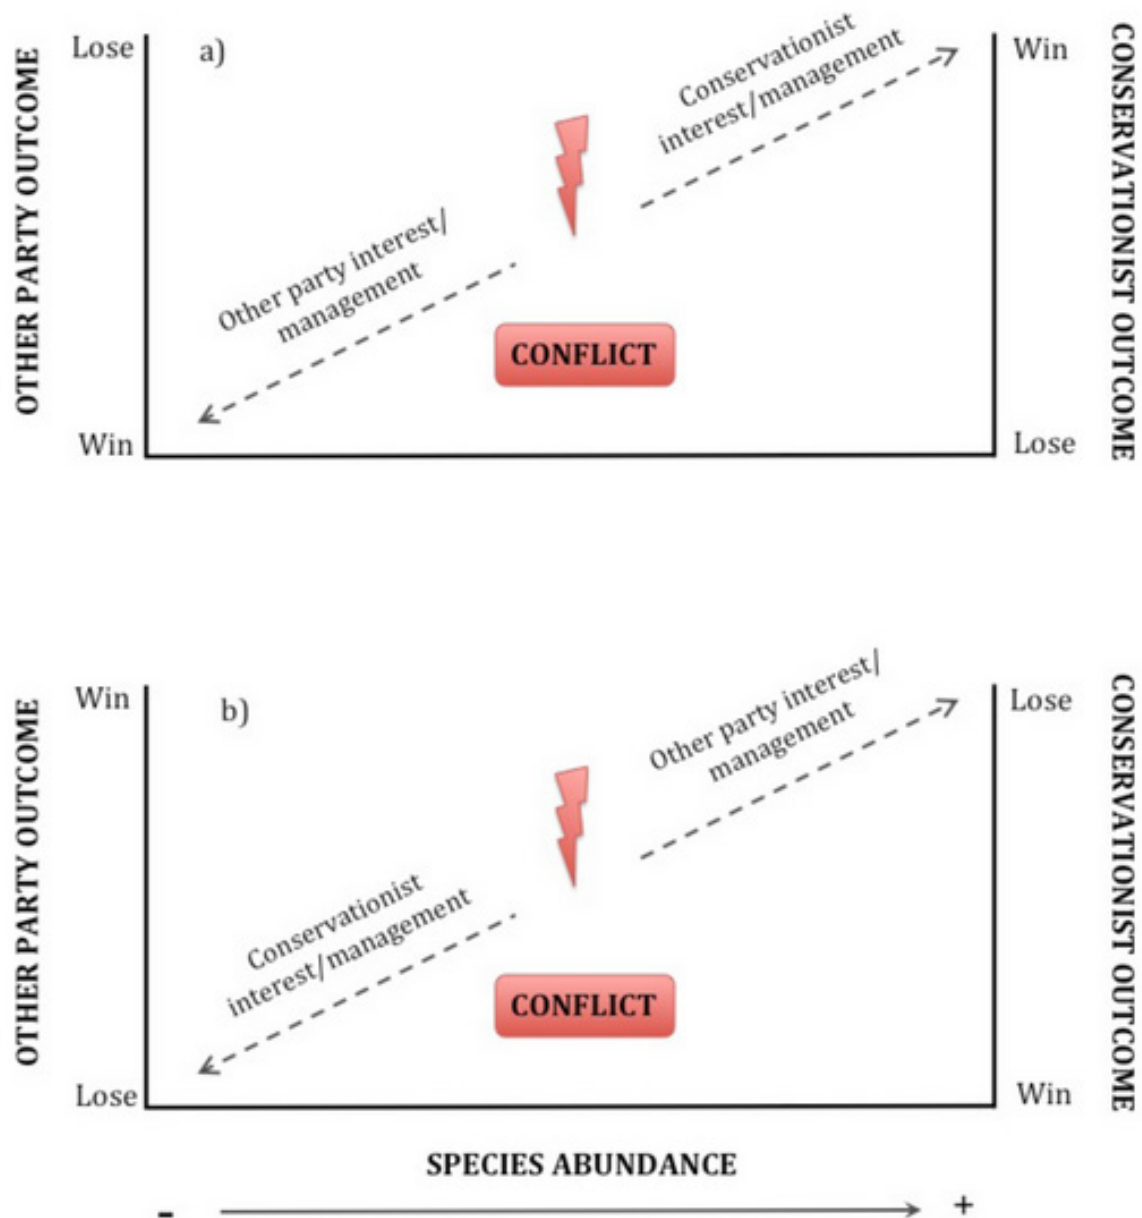 Lose
a)
Conservationist
interest/management
Win
OTHER PARTY OUTCOME
CONSERVATIONIST OUTCOME
Other party interest/
management
CONFLICT
Win
Lose
Win
b)
Other party interest/
management
Lose
OTHER PARTY OUTCOME
CONSERVATIONIST OUTCOME
Conservationist
interest/management
CONFLICT
Lose
Win
SPECIES ABUNDANCE
- +